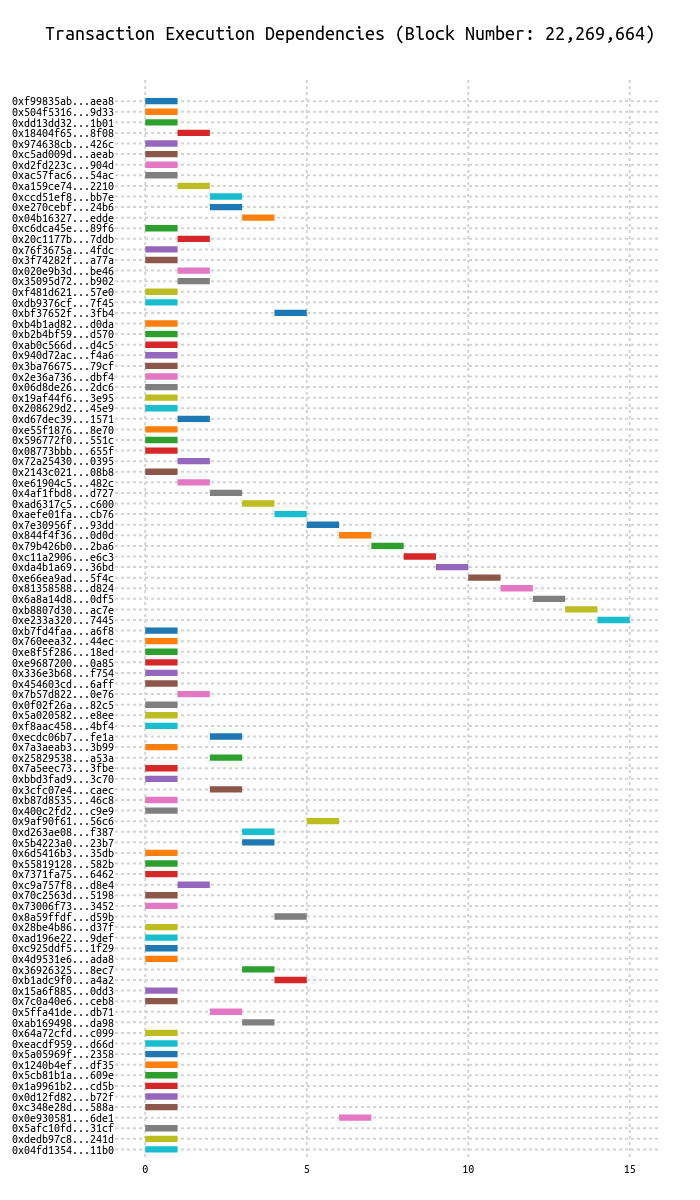 Transaction Execution Dependencies (Block Number: 22,269,664)
0xf99835ab...aea8
0x504f5316...9d33
0xdd13dd32...1b01
0x18404f65...8f08
0x974638cb...426c
0xc5ad009d...aeab
0xd2fd223c...904d
0xac57fac6...54ac
0xa159ce74...2210
0xccd51ef8...bb7e
0xe270cebf...24b6
0x04b16327...edde
0xc6dca45e...89f6
0x20c1177b...7ddb
0x76f3675a...4fdc
0x3f74282f...a77a
0x020e9b3d...be46
0x35095d72...b902
0xf481d621...57e0
0xdb9376cf...7f45
0xbf37652f...3fb4
0xb4b1ad82...d0da
0xb2b4bf59...d570
0xab0c566d...d4c5
0x940d72ac...f4a6
0x3ba76675...79cf
0x2e36a736...dbf4
0x06d8de26...2dc6
0x19af44f6...3e95
0x208629d2...45e9
0xd67dec39...1571
0xe55f1876...8e70
0x596772f0...551c
0x08773bbb...655f
0x72a25430...0395
0x2143c021...08b8
0xe61904c5...482c
0x4af1fbd8...d727
0xad6317c5...c600
0xaefe01fa...cb76
0x7e30956f...93dd
0x844f4f36...0d0d
0x79b426b0...2ba6
0xc11a2906...e6c3
0xda4b1a69...36bd
0xe66ea9ad...5f4c
0x81358588...d824
0x6a8a14d8...0df5
0xb8807d30...ac7e
0xe233a320...7445
0xb7fd4faa...a6f8
0x760eea32...44ec
0xe8f5f286...18ed
0xe9687200...0a85
0x336e3b68...f754
0x454603cd...6aff
0x7b57d822...0e76
0x0f02f26a...82c5
0x5a020582...e8ee
0xf8aac458...4bf4
0xecdc06b7...fe1a
0x7a3aeab3...3b99
0x25829538...a53a
0x7a5eec73...3fbe
0xbbd3fad9...3c70
0x3cfc07e4...caec
0xb87d8535...46c8
0x400c2fd2...c9e9
0x9af90f61...56c6
0xd263ae08...f387
0x5b4223a0...23b7
0x6d5416b3...35db
0x55819128...582b
0x7371fa75...6462
0xc9a757f8...d8e4
0x70c2563d...5198
0x73006f73...3452
0x8a59ffdf...d59b
0x28be4b86...d37f
0xad196e22...9def
0xc925ddf5...1f29
0x4d9531e6...ada8
0x36926325...8ec7
0xb1adc9f0...a4a2
0x15a6f885...0dd3
0x7c0a40e6...ceb8
0x5ffa41de...db71
0xab169498...da98
0x64a72cfd...c099
0xeacdf959...d66d
0x5a05969f...2358
0x1240b4ef...df35
0x5cb81b1a...609e
0x1a9961b2...cd5b
0x0d12fd82...b72f
0xc348e28d...588a
0x0e930581...6de1
0x5afc10fd...31cf
0xdedb97c8...241d
0x04fd1354...11b0
0 5 10 15